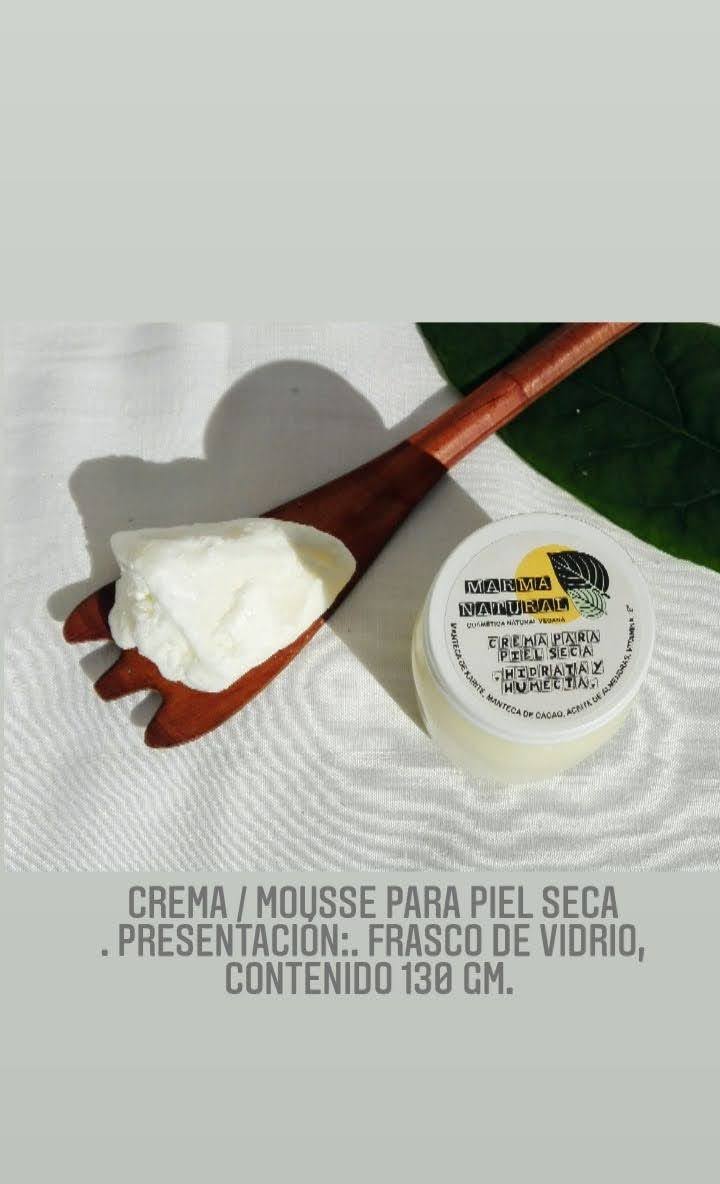 MARMA
NATURAL
COSMÉTICA NATURAL VEGANA
CREMA PARA
PIEL SECA
.HIDRATA Y
HUMECTA.
MANTECA DE KARITE, MANTECA DE CACAO, ACEITE DE ALMENDRAS, VITAMINA "E"
CREMA / MOUSSE PARA PIEL SECA
. PRESENTACIÓN:. FRASCO DE VIDRIO,
CONTENIDO 130 GM.